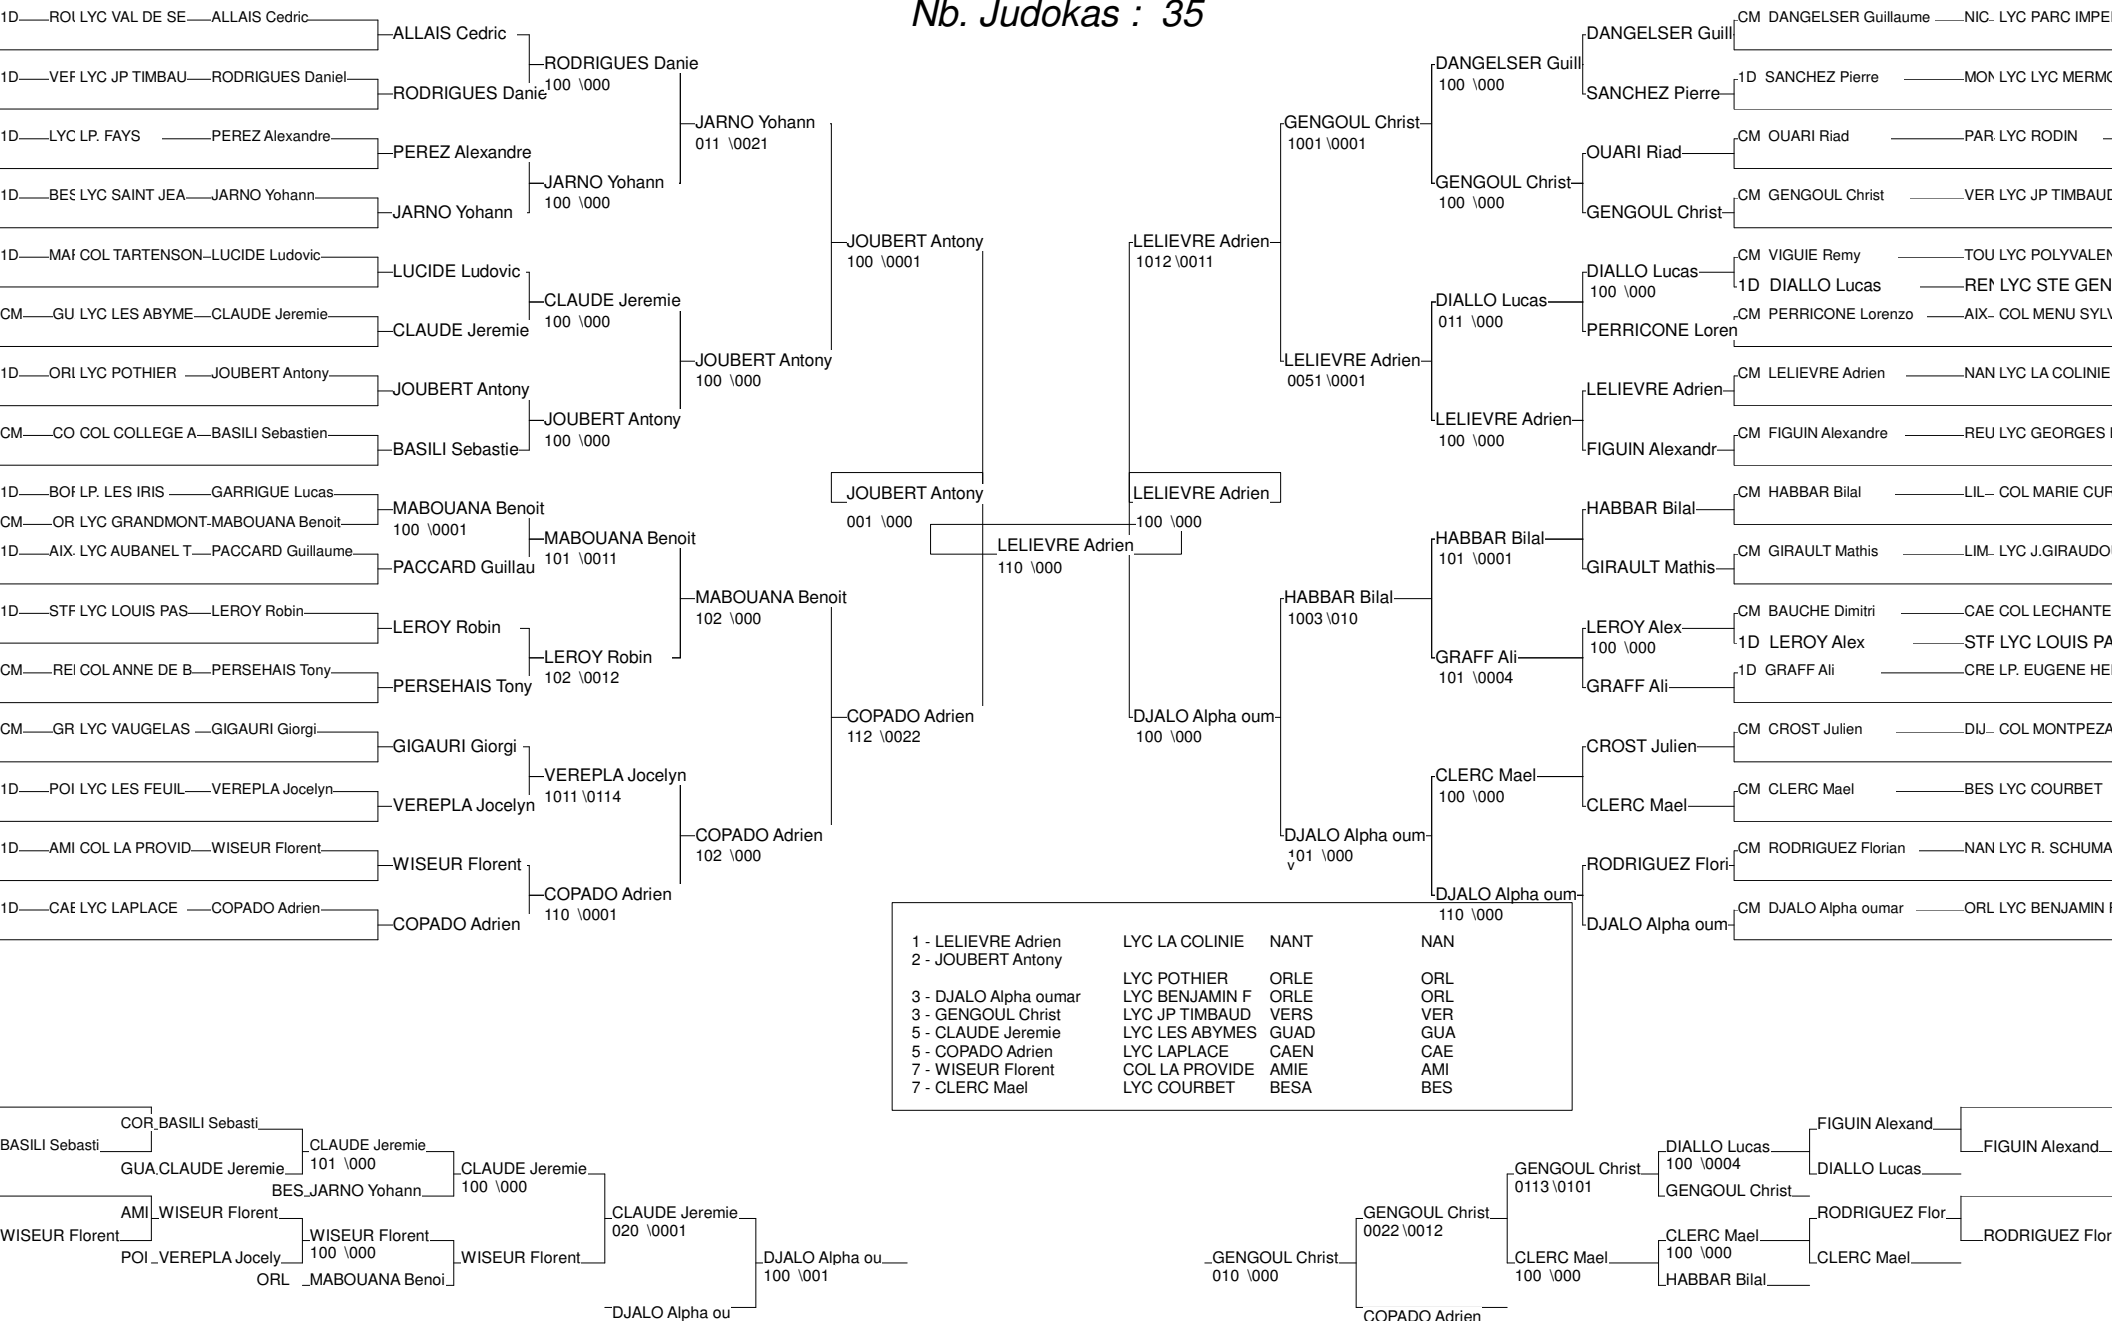 Nb. Judokas : 35
1D ROU LYC VAL DE SE ALLAIS Cedric
1D VER LYC JP TIMBAU RODRIGUES Daniel
1D LYC LP. FAYS PEREZ Alexandre
1D BES LYC SAINT JEA JARNO Yohann
1D MAR COL TARTENSON LUCIDE Ludovic
CM GU LYC LES ABYME CLAUDE Jeremie
1D ORL LYC POTHIER JOUBERT Antony
CM CO COL COLLEGE A BASILI Sebastien
1D BOR LP. LES IRIS GARRIGUE Lucas
CM OR LYC GRANDMONT MABOUANA Benoit
1D AIX LYC AUBANEL T PACCARD Guillaume
1D STR LYC LOUIS PAS LEROY Robin
CM REI COL ANNE DE B PERSEHAIS Tony
CM GR LYC VAUGELAS GIGAURI Giorgi
1D POI LYC LES FEUIL VEREPLA Jocelyn
1D AMI COL LA PROVID WISEUR Florent
1D CAE LYC LAPLACE COPADO Adrien
ALLAIS Cedric
RODRIGUES Danie
PEREZ Alexandre
JARNO Yohann
LUCIDE Ludovic
CLAUDE Jeremie
JOUBERT Antony
BASILI Sebastie
MABOUANA Benoit
100 \0001
PACCARD Guillau
LEROY Robin
PERSEHAIS Tony
GIGAURI Giorgi
VEREPLA Jocelyn
WISEUR Florent
COPADO Adrien
RODRIGUES Danie
100 \000
JARNO Yohann
100 \000
CLAUDE Jeremie
100 \000
JOUBERT Antony
100 \000
MABOUANA Benoit
101 \0011
LEROY Robin
102 \0012
VEREPLA Jocelyn
1011 \0114
COPADO Adrien
110 \0001
JARNO Yohann
011 \0021
JOUBERT Antony
100 \000
MABOUANA Benoit
102 \000
COPADO Adrien
102 \000
JOUBERT Antony
100 \0001
COPADO Adrien
112 \0022
JOUBERT Antony
001 \000
LELIEVRE Adrien
110 \000
LELIEVRE Adrien
100 \000
LELIEVRE Adrien
1012 \0011
DJALO Alpha oum
100 \000
GENGOUL Christ
1001 \0001
LELIEVRE Adrien
0051 \0001
HABBAR Bilal
1003 \010
DJALO Alpha oum
101 \000
v
DANGELSER Guill
100 \000
GENGOUL Christ
100 \000
DIALLO Lucas
011 \000
LELIEVRE Adrien
100 \000
HABBAR Bilal
101 \0001
GRAFF Ali
101 \0004
CLERC Mael
100 \000
DJALO Alpha oum
110 \000
DANGELSER Guill
SANCHEZ Pierre
OUARI Riad
GENGOUL Christ
DIALLO Lucas
100 \000
PERRICONE Loren
LELIEVRE Adrien
FIGUIN Alexandr
HABBAR Bilal
GIRAULT Mathis
LEROY Alex
100 \000
GRAFF Ali
CROST Julien
CLERC Mael
RODRIGUEZ Flori
DJALO Alpha oum
CM DANGELSER Guillaume NIC LYC PARC IMPE
1D SANCHEZ Pierre MON LYC LYC MERMO
CM OUARI Riad PAR LYC RODIN
CM GENGOUL Christ VER LYC JP TIMBAUD
CM VIGUIE Remy TOU LYC POLYVALEN
1D DIALLO Lucas REN LYC STE GEN
CM PERRICONE Lorenzo AIX COL MENU SYLV
CM LELIEVRE Adrien NAN LYC LA COLINIE
CM FIGUIN Alexandre REU LYC GEORGES
CM HABBAR Bilal LIL COL MARIE CUR
CM GIRAULT Mathis LIM LYC J.GIRAUDO
CM BAUCHE Dimitri CAE COL LECHANTE
1D LEROY Alex STR LYC LOUIS PA
1D GRAFF Ali CRE LP. EUGENE HE
CM CROST Julien DIJ COL MONTPEZA
CM CLERC Mael BES LYC COURBET
CM RODRIGUEZ Florian NAN LYC R. SCHUMA
CM DJALO Alpha oumar ORL LYC BENJAMIN F
1 - LELIEVRE Adrien LYC LA COLINIE NANT NAN
2 - JOUBERT Antony
LYC POTHIER ORLE ORL
3 - DJALO Alpha oumar LYC BENJAMIN F ORLE ORL
3 - GENGOUL Christ LYC JP TIMBAUD VERS VER
5 - CLAUDE Jeremie LYC LES ABYMES GUAD GUA
5 - COPADO Adrien LYC LAPLACE CAEN CAE
7 - WISEUR Florent COL LA PROVIDE AMIE AMI
7 - CLERC Mael LYC COURBET BESA BES
BASILI Sebasti
WISEUR Florent
COR BASILI Sebasti
GUA CLAUDE Jeremie
AMI WISEUR Florent
POI VEREPLA Jocely
CLAUDE Jeremie
101 \000
BES JARNO Yohann
WISEUR Florent
100 \000
ORL MABOUANA Benoi
CLAUDE Jeremie
100 \000
WISEUR Florent
CLAUDE Jeremie
020 \0001
DJALO Alpha ou
DJALO Alpha ou
100 \001
GENGOUL Christ
010 \000
GENGOUL Christ
0022 \0012
COPADO Adrien
GENGOUL Christ
0113 \0101
CLERC Mael
100 \000
DIALLO Lucas
100 \0004
GENGOUL Christ
CLERC Mael
100 \000
HABBAR Bilal
FIGUIN Alexand
DIALLO Lucas
RODRIGUEZ Flor
CLERC Mael
FIGUIN Alexand
RODRIGUEZ Flor